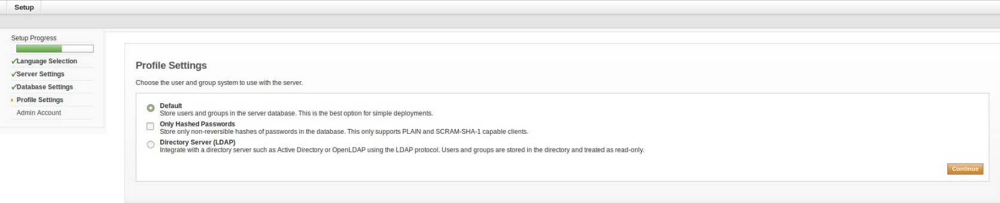 Setup
Setup Progress
Language Selection
Server Settings
Database Settings
Profile Settings
Admin Account
Profile Settings
Choose the user and group system to use with the server.
Default
Store users and groups in the server database. This is the best option for simple deployments.
Only Hashed Passwords
Store only non-reversible hashes of passwords in the database. This only supports PLAIN and SCRAM-SHA-1 capable clients.
Directory Server (LDAP)
Integrate with a directory server such as Active Directory or OpenLDAP using the LDAP protocol. Users and groups are stored in the directory and treated as read-only.
Continue